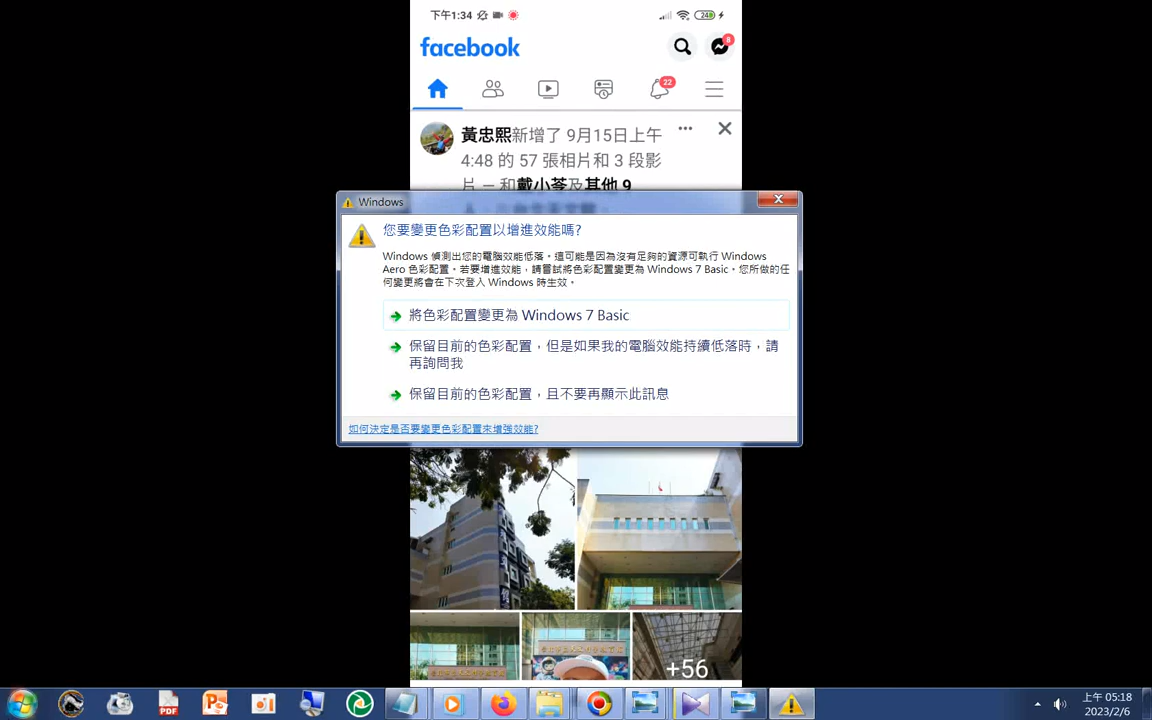 下午1:34
24
facebook
8
22
黃忠熙新增了 9月15日上午
4:48 的 57 張相片和 3 段影
片 — 和戴小苓及其他 9
Windows
您要變更色彩配置以增進效能嗎?
Windows 偵測出您的電腦效能低落。這可能是因為沒有足夠的資源可執行 Windows
Aero 色彩配置。若要增進效能，請嘗試將色彩配置變更為 Windows 7 Basic。您所做的任
何變更將會在下次登入 Windows 時生效。
將色彩配置變更為 Windows 7 Basic
保留目前的色彩配置，但是如果我的電腦效能持續低落時，請
再詢問我
保留目前的色彩配置，且不要再顯示此訊息
如何決定是否要變更色彩配置來增強效能?
+56
PDF
上午 05:18
2023/2/6